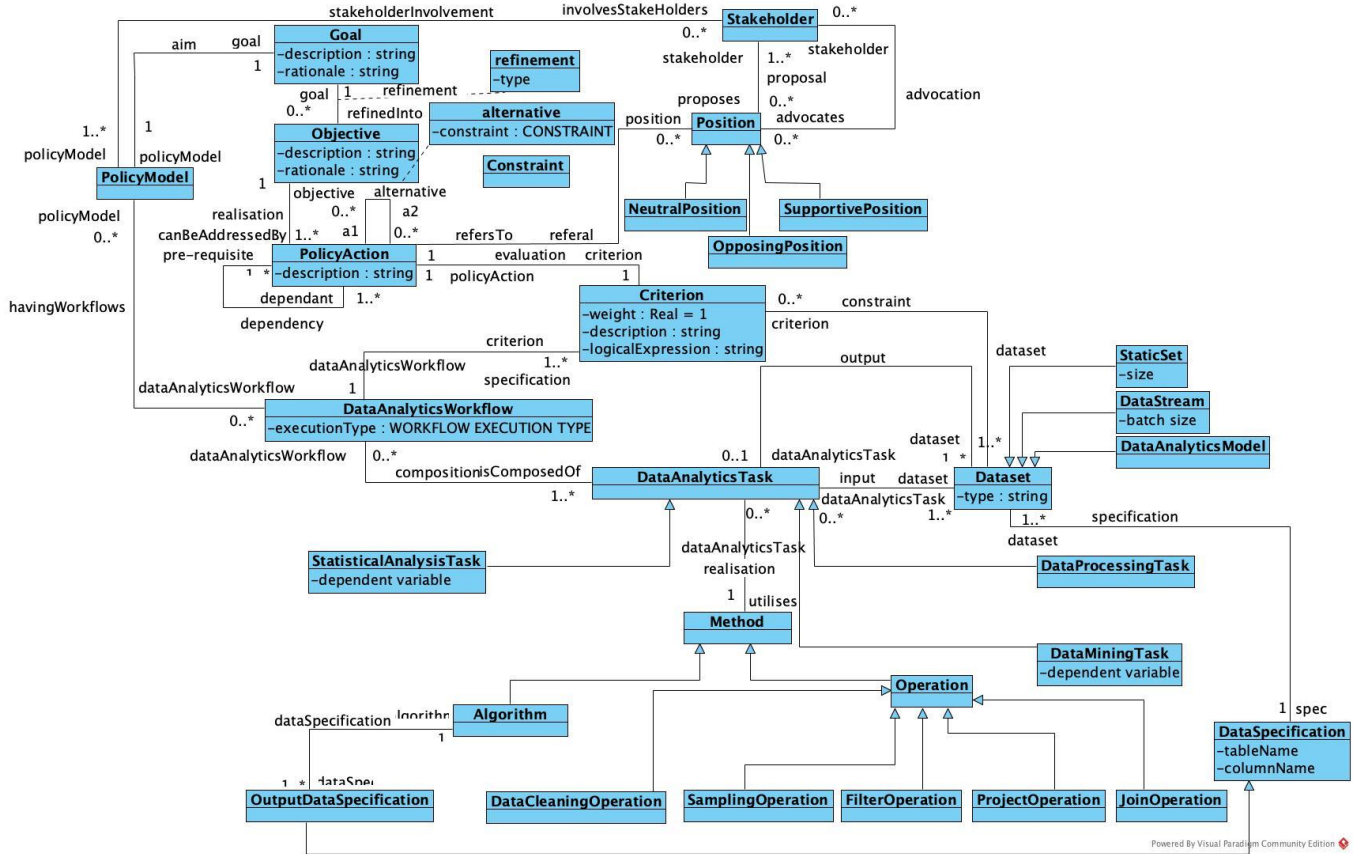 stakeholderInvolvement
involvesStakeHolders
0..*
Stakeholder
0..*
aim
goal
1
Goal
-description : string
-rationale : string
refinement
-type
stakeholder
1..*
stakeholder
proposal
advocation
goal
1
refinement
0..*
refinedInto
alternative
-constraint : CONSTRAINT
proposes
0..*
position
0..*
Position
advocates
0..*
1..*
policyModel
1
policyModel
Objective
-description : string
-rationale : string
Constraint
PolicyModel
1
objective
alternative
NeutralPosition
SupportivePosition
policyModel
0..*
realisation
0..*
a2
canBeAddressedBy
1..*
a1
0..*
refersTo
referal
OpposingPosition
pre-requisite
PolicyAction
-description : string
1
evaluation
criterion
1
policyAction
1
1..*
dependant
1..*
dependency
havingWorkflows
Criterion
-weight : Real = 1
-description : string
-logicalExpression : string
0..*
constraint
criterion
criterion
1..*
dataAnalyticsWorkflow
specification
1
output
dataset
StaticSet
-size
dataAnalyticsWorkflow
0..*
DataAnalyticsWorkflow
-executionType : WORKFLOW EXECUTION TYPE
DataStream
-batch size
dataset
1..*
DataAnalyticsModel
dataAnalyticsWorkflow
0..*
0..1
dataAnalyticsTask
1 *
composition
isComposedOf
1..*
DataAnalyticsTask
input
dataset
dataAnalyticsTask
1..*
Dataset
-type : string
0..*
0..*
1..*
specification
dataset
StatisticalAnalysisTask
-dependent variable
dataAnalyticsTask
realisation
DataProcessingTask
1
utilises
Method
DataMiningTask
-dependent variable
Operation
dataSpecification
1
Algorithm
1
spec
DataSpecification
-tableName
-columnName
1..*
OutputDataSpecification
DataCleaningOperation
SamplingOperation
FilterOperation
ProjectOperation
JoinOperation
Powered By Visual Paradigm Community Edition